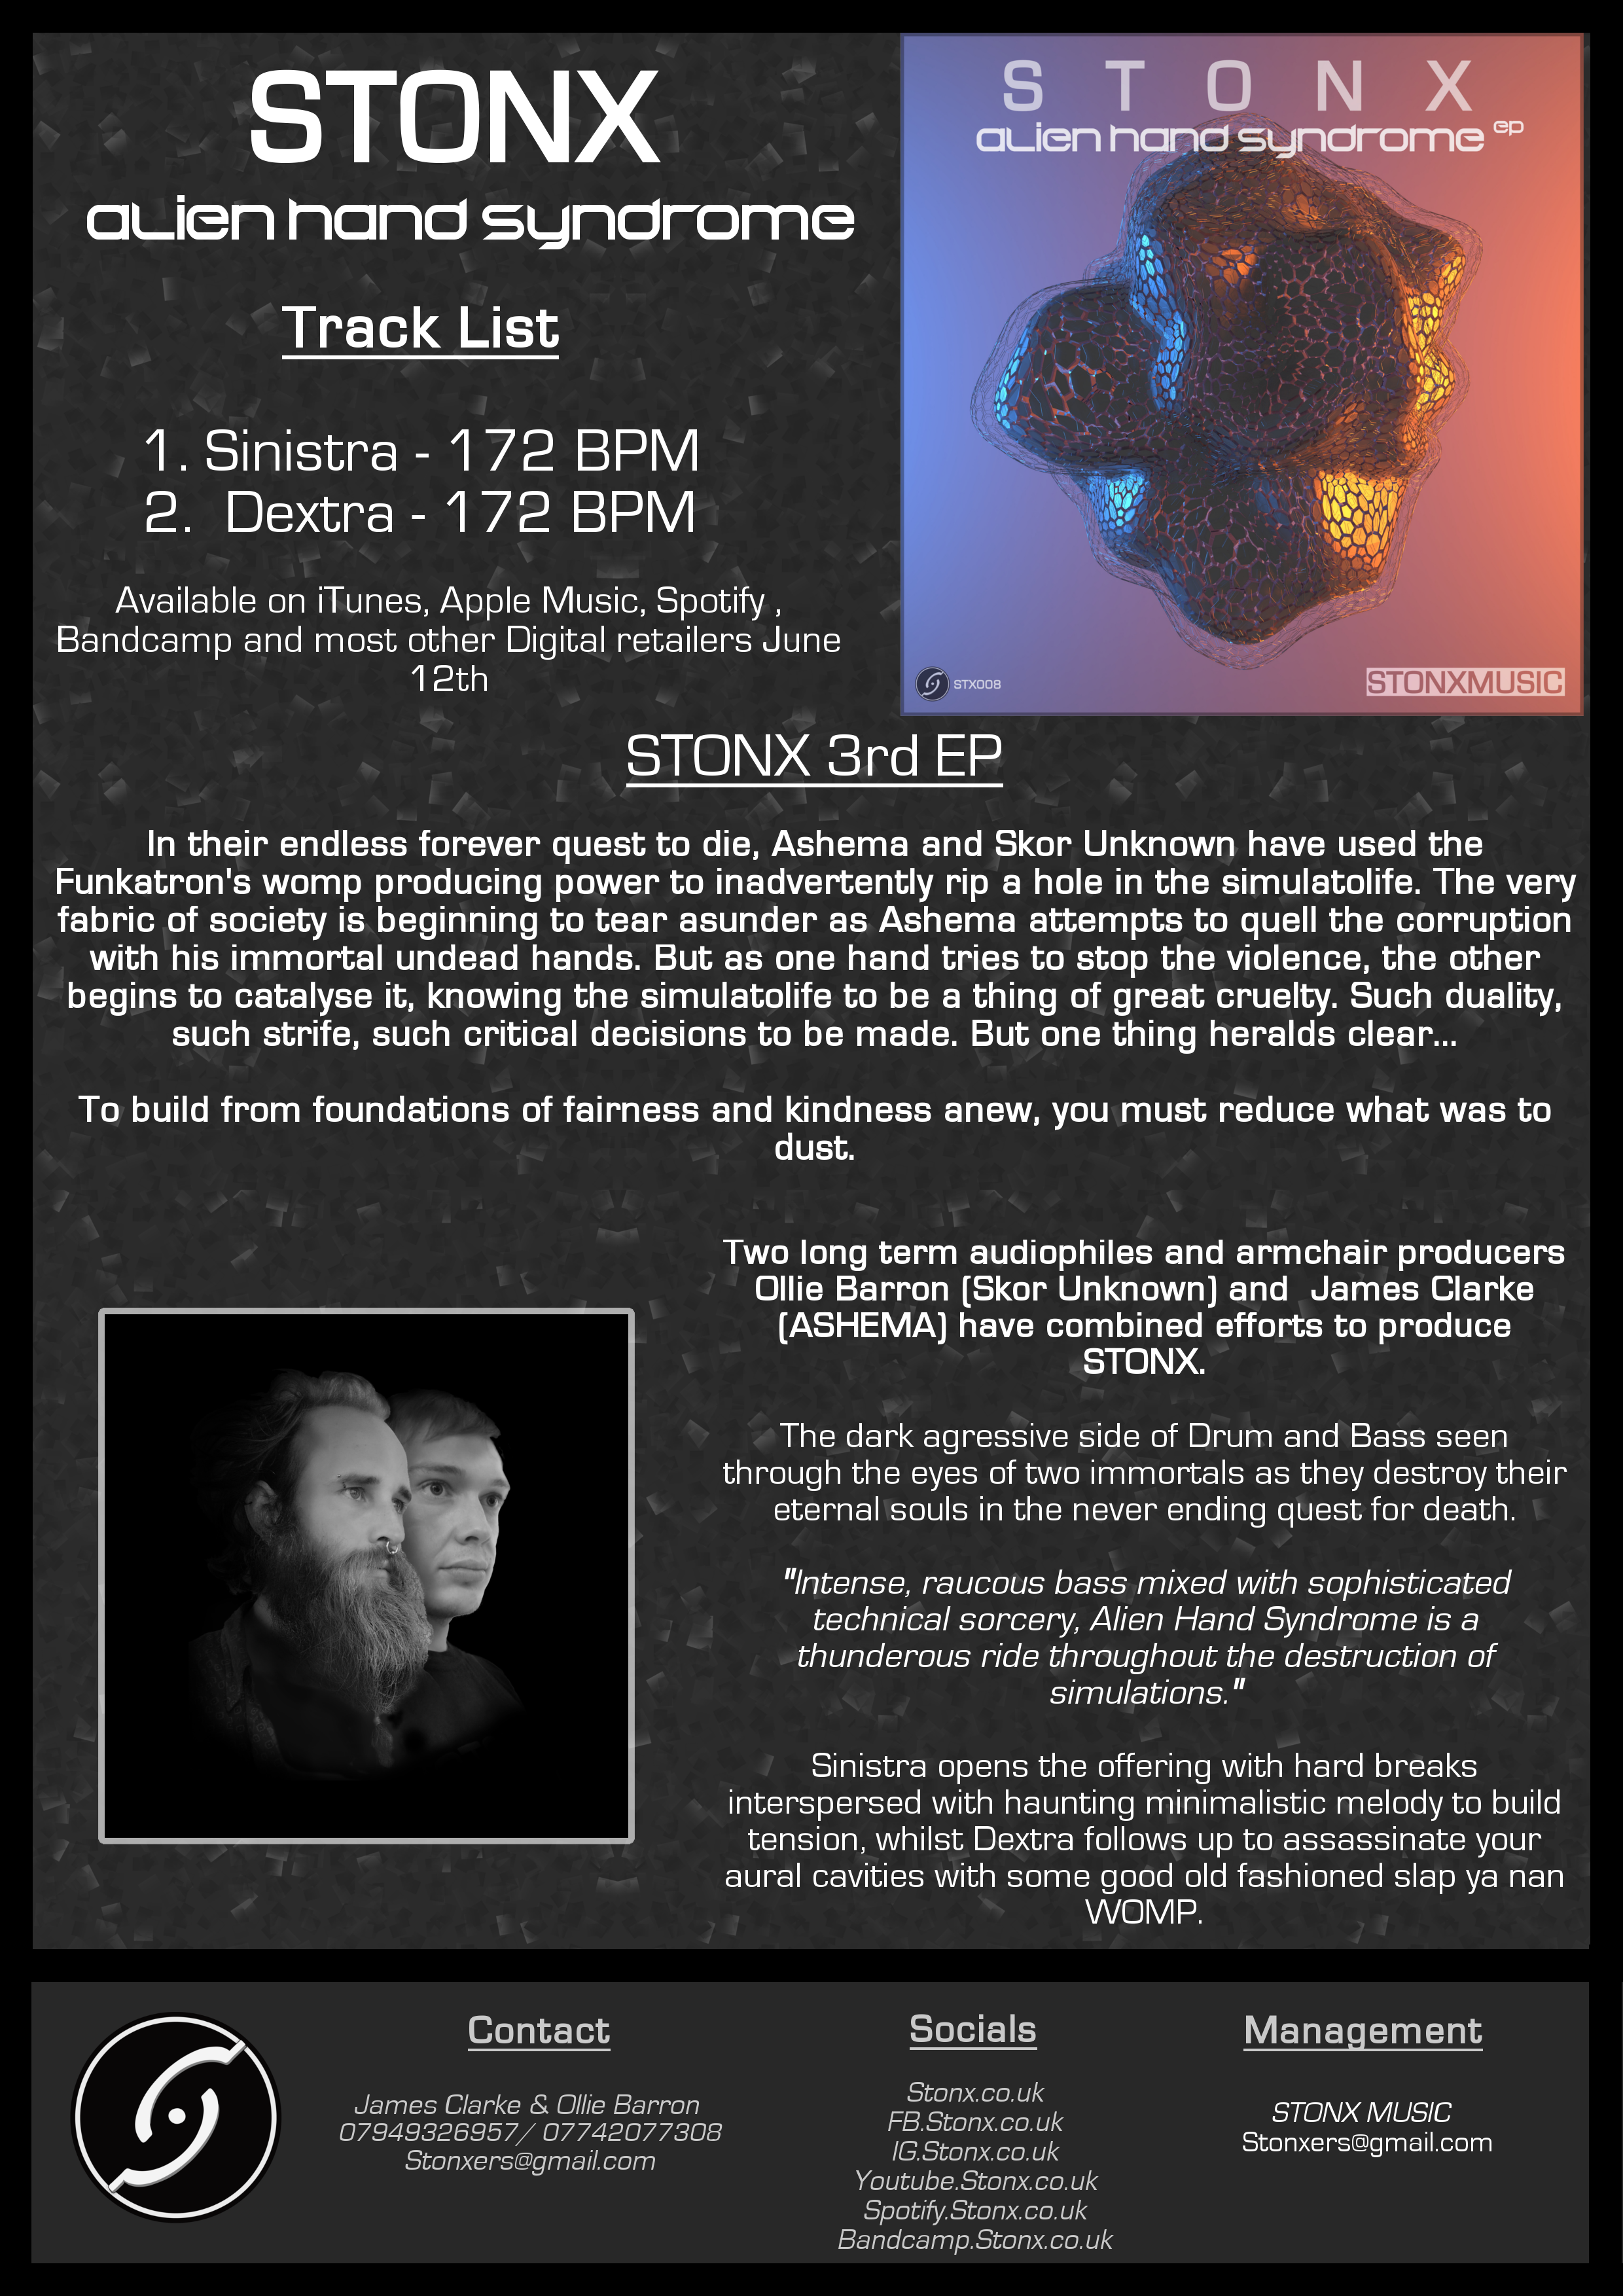 STONX
alien hand syndrome
Track List
1. Sinistra - 172 BPM
2.  Dextra - 172 BPM
Available on iTunes, Apple Music, Spotify ,
Bandcamp and most other Digital retailers June
12th
S T O N X
alien hand syndrome ep
STX008
STONXMUSIC
STONX 3rd EP
In their endless forever quest to die, Ashema and Skor Unknown have used the
Funkatron's womp producing power to inadvertently rip a hole in the simulatolife. The very
fabric of society is beginning to tear asunder as Ashema attempts to quell the corruption
with his immortal undead hands. But as one hand tries to stop the violence, the other
begins to catalyse it, knowing the simulatolife to be a thing of great cruelty. Such duality,
such strife, such critical decisions to be made. But one thing heralds clear...
To build from foundations of fairness and kindness anew, you must reduce what was to
dust.
Two long term audiophiles and armchair producers
Ollie Barron (Skor Unknown) and  James Clarke
(ASHEMA) have combined efforts to produce
STONX.
The dark agressive side of Drum and Bass seen
through the eyes of two immortals as they destroy their
eternal souls in the never ending quest for death.
"Intense, raucous bass mixed with sophisticated
technical sorcery, Alien Hand Syndrome is a
thunderous ride throughout the destruction of
simulations."
Sinistra opens the offering with hard breaks
interspersed with haunting minimalistic melody to build
tension, whilst Dextra follows up to assassinate your
aural cavities with some good old fashioned slap ya nan
WOMP.
Contact
James Clarke & Ollie Barron
07949326957/ 07742077308
Stonxers@gmail.com
Socials
Stonx.co.uk
FB.Stonx.co.uk
IG.Stonx.co.uk
Youtube.Stonx.co.uk
Spotify.Stonx.co.uk
Bandcamp.Stonx.co.uk
Management
STONX MUSIC
Stonxers@gmail.com